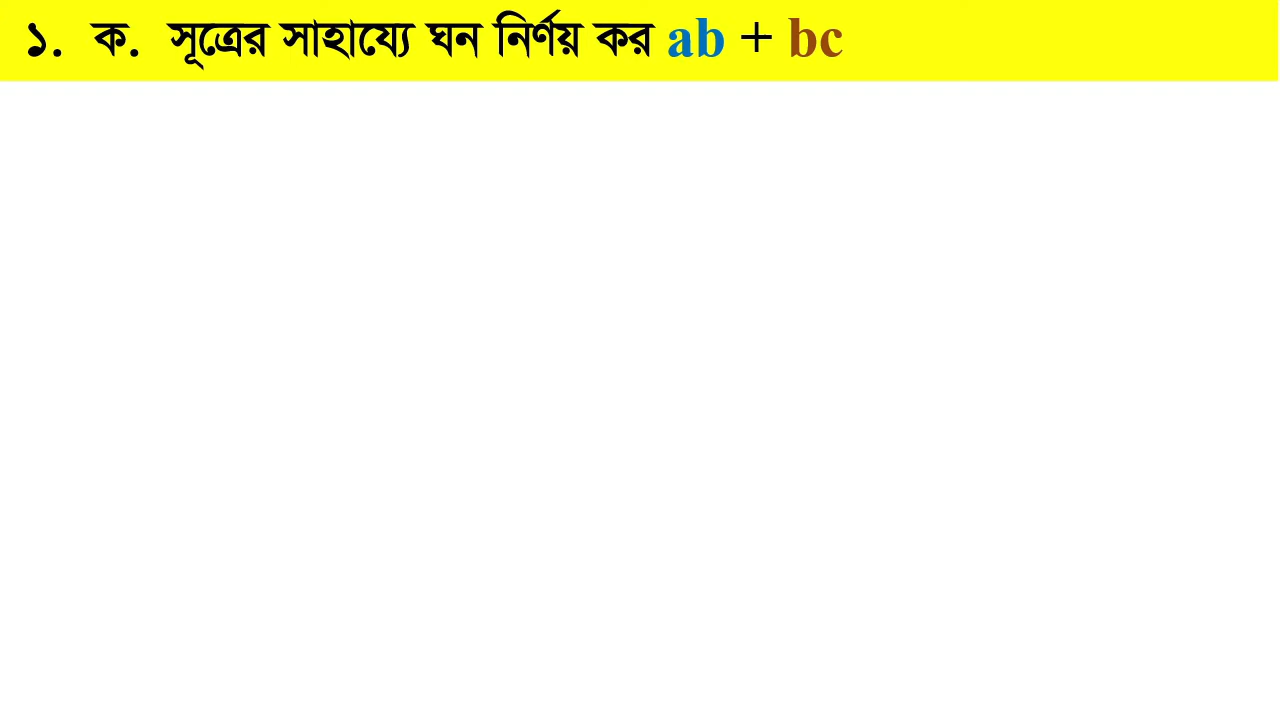 ১. ক. সূত্রের সাহায্যে ঘন নির্ণয় কর ab + bc